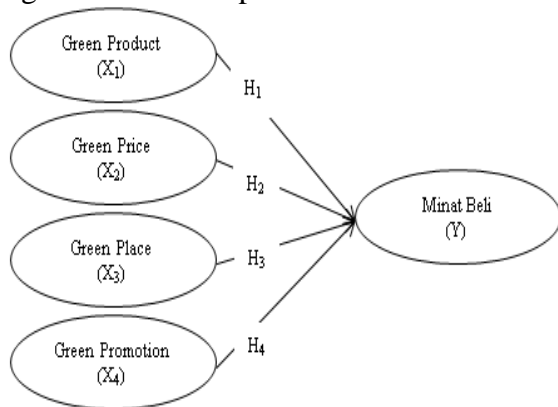 Green Product
(X₁)
H₁
Green Price
(X₂)
H₂
Minat Beli
(Y)
Green Place
(X₃)
H₃
Green Promotion
(X₄)
H₄